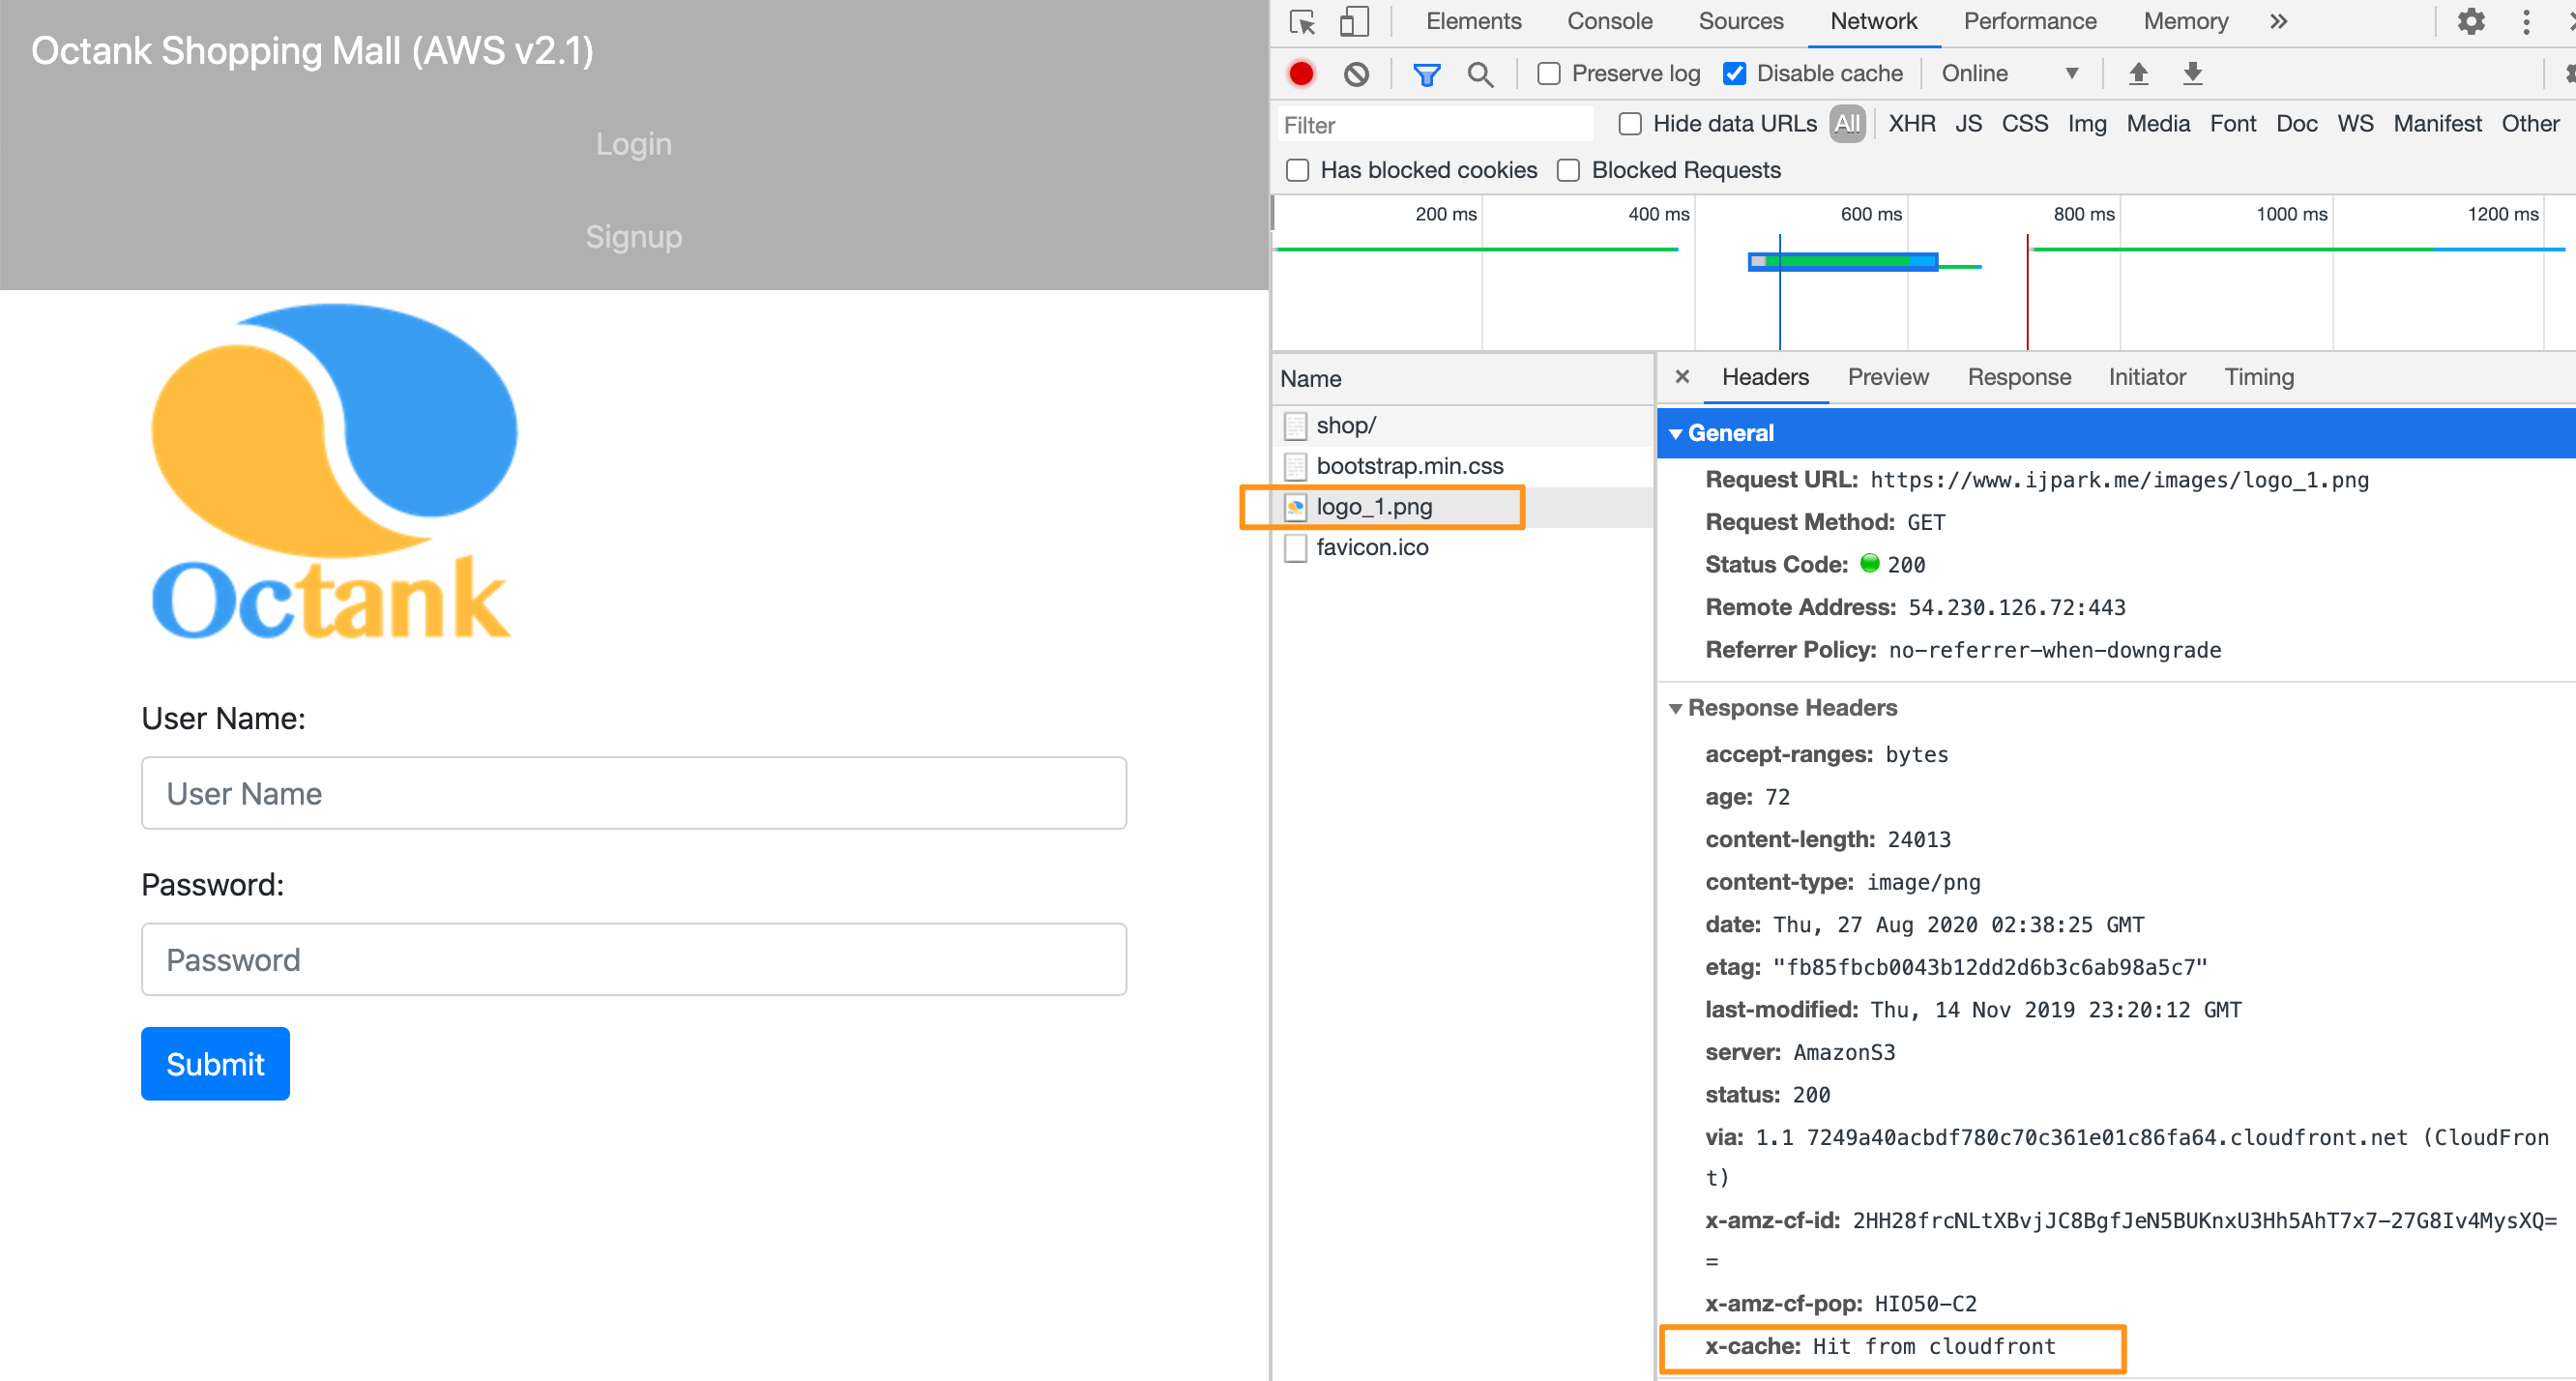 Octank Shopping Mall (AWS v2.1)
Login
Signup
Octank
User Name:
User Name
Password:
Password
Submit
Elements Console Sources Network Performance Memory »
Preserve log Disable cache Online
Filter Hide data URLs All XHR JS CSS Img Media Font Doc WS Manifest Other
Has blocked cookies Blocked Requests
200 ms 400 ms 600 ms 800 ms 1000 ms 1200 ms
Name
shop/
bootstrap.min.css
logo_1.png
favicon.ico
× Headers Preview Response Initiator Timing
General
Request URL: https://www.ijpark.me/images/logo_1.png
Request Method: GET
Status Code: 200
Remote Address: 54.230.126.72:443
Referrer Policy: no-referrer-when-downgrade
Response Headers
accept-ranges: bytes
age: 72
content-length: 24013
content-type: image/png
date: Thu, 27 Aug 2020 02:38:25 GMT
etag: "fb85fbcb0043b12dd2d6b3c6ab98a5c7"
last-modified: Thu, 14 Nov 2019 23:20:12 GMT
server: AmazonS3
status: 200
via: 1.1 7249a40acbdf780c70c361e01c86fa64.cloudfront.net (CloudFron
t)
x-amz-cf-id: 2HH28frcNLtXBvjJC8BgfJeN5BUKnxU3Hh5AhT7x7-27G8Iv4MysXQ=
=
x-amz-cf-pop: HIO50-C2
x-cache: Hit from cloudfront